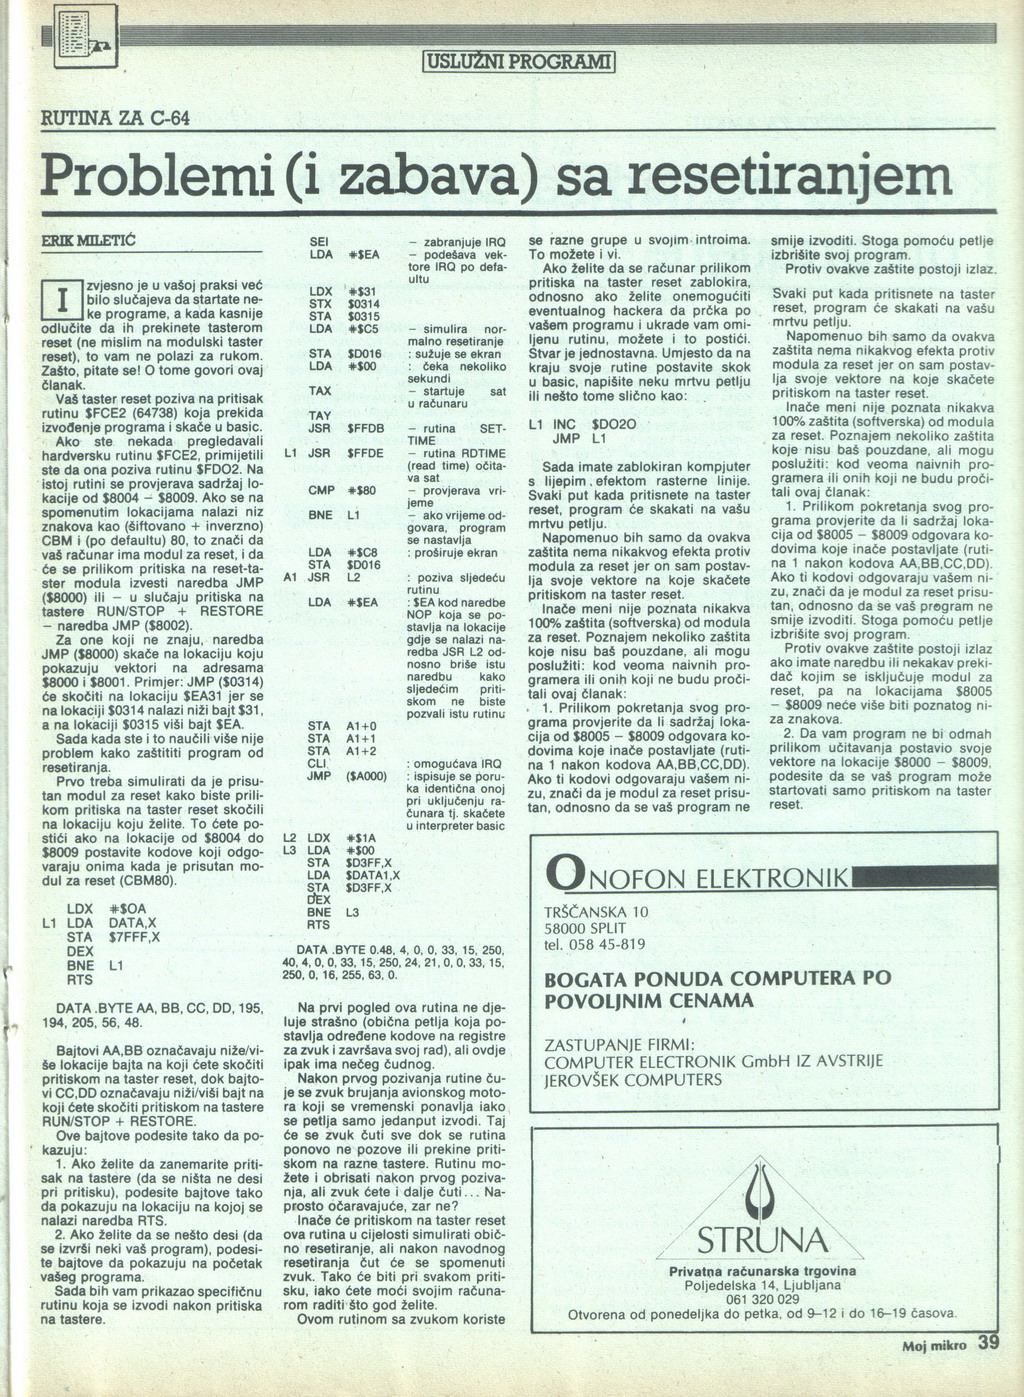 USLUŽNI PROGRAMI
RUTINA ZA C-64
Problemi (i zabava) sa resetiranjem
ERIK MILETIĆ
Izvjesno je u vašoj praksi već
bilo slučajeva da startate ne-
ke programe, a kada kasnije
odlučite da ih prekinete tasterom
reset (ne mislim na modulski taster
reset), to vam ne polazi za rukom.
Zašto, pitate se! O tome govori ovaj
članak.
Vaš taster reset poziva na pritisak
rutinu $FCE2 (64738) koja prekida
izvođenje programa i skače u basic.
Ako ste nekada pregledavali
hardversku rutinu $FCE2, primijetili
ste da ona poziva rutinu $FDO2. Na
istoj rutini se provjerava sadržaj lo-
kacije od $8004 – $8009. Ako se na
spomenutim lokacijama nalazi niz
znakova kao (šiftovano + inverzno)
CBM i (po defaultu) 80, to znači da
vaš računar ima modul za reset, i da
će se prilikom pritiska na reset-ta-
ster modula izvesti naredba JMP
($8000) ili – u slučaju pritiska na
tastere RUN/STOP + RESTORE
– naredba JMP ($8002).
Za one koji ne znaju, naredba
JMP ($8000) skače na lokaciju koju
pokazuju vektori na adresama
$8000 i $8001. Primjer: JMP ($0314)
će skočiti na lokaciju $EA31 jer se
na lokaciji $0314 nalazi niži bajt $31,
a na lokaciji $0315 viši bajt $EA.
Sada kada ste i to naučili više nije
problem kako zaštititi program od
resetiranja.
Prvo treba simulirati da je prisu-
tan modul za reset kako biste prili-
kom pritiska na taster reset skočili
na lokaciju koju želite. To ćete po-
stići ako na lokacije od $8004 do
$8009 postavite kodove koji odgo-
varaju onima kada je prisutan mo-
dul za reset (CBM80).
LDX #$OA
L1 LDA DATA,X
STA $7FFF,X
DEX
BNE L1
RTS
DATA .BYTE AA, BB, CC, DD, 195,
194, 205, 56, 48.
Bajtovi AA,BB označavaju niže/vi-
še lokacije bajta na koji ćete skočiti
pritiskom na taster reset, dok bajto-
vi CC,DD označavaju niži/viši bajt na
koji ćete skočiti pritiskom na tastere
RUN/STOP + RESTORE.
Ove bajtove podesite tako da po-
kazuju:
1. Ako želite da zanemarite priti-
sak na tastere (da se ništa ne desi
pri pritisku), podesite bajtove tako
da pokazuju na lokaciju na kojoj se
nalazi naredba RTS.
2. Ako želite da se nešto desi (da
se izvrši neki vaš program), podesi-
te bajtove da pokazuju na početak
vašeg programa.
Sada bih vam prikazao specifičnu
rutinu koja se izvodi nakon pritiska
na tastere.
SEI – zabranjuje IRQ
LDA #$EA – podešava vek-
tore IRQ po defa-
ultu
LDX #$31
STX $0314
STA $0315
LDA #$C5 – simulira nor-
malno resetiranje
STA $D016 : sužuje se ekran
LDA #$00 : čeka nekoliko
sekundi
TAX – startuje sat
u računaru
TAY
JSR $FFDB – rutina SET-
TIME
L1 JSR $FFDE – rutina RDTIME
(read time) očita-
va sat
CMP #$80 – provjerava vri-
jeme
BNE L1 – ako vrijeme od-
govara, program
se nastavlja
LDA #$C8 : proširuje ekran
STA $D016
A1 JSR L2 : poziva sljedeću
rutinu
LDA #$EA : $EA kod naredbe
NOP koja se po-
stavlja na lokacije
gdje se nalazi na-
redba JSR L2 od-
nosno briše istu
naredbu kako
sljedećim priti-
skom ne biste
pozvali istu rutinu
STA A1+0
STA A1+1
STA A1+2
CLI : omogućava IRQ
JMP ($A000) : ispisuje se poru-
ka identična onoj
pri uključenju ra-
čunara tj. skačete
u interpreter basic
L2 LDX #$1A
L3 LDA #$00
STA $D3FF,X
LDA $DATA1,X
STA $D3FF,X
DEX
BNE L3
RTS
DATA .BYTE 0.48, 4, 0, 0, 33, 15, 250,
40, 4, 0, 0, 33, 15, 250, 24, 21, 0, 0, 33, 15,
250, 0, 16, 255, 63, 0.
Na prvi pogled ova rutina ne dje-
luje strašno (obična petlja koja po-
stavlja određene kodove na registre
za zvuk i završava svoj rad), ali ovdje
ipak ima nečeg čudnog.
Nakon prvog pozivanja rutine ču-
je se zvuk brujanja avionskog moto-
ra koji se vremenski ponavlja iako
se petlja samo jedanput izvodi. Taj
će se zvuk čuti sve dok se rutina
ponovo ne pozove ili prekine priti-
skom na razne tastere. Rutinu mo-
žete i obrisati nakon prvog poziva-
nja, ali zvuk ćete i dalje čuti... Na-
prosto očaravajuće, zar ne?
Inače će pritiskom na taster reset
ova rutina u cijelosti simulirati obič-
no resetiranje, ali nakon navodnog
resetiranja čut će se spomenuti
zvuk. Tako će biti pri svakom priti-
sku, iako ćete moći svojim računa-
rom raditi što god želite.
Ovom rutinom sa zvukom koriste
se razne grupe u svojim introima.
To možete i vi.
Ako želite da se računar prilikom
pritiska na taster reset zablokira,
odnosno ako želite onemogućiti
eventualnog hackera da prčka po
vašem programu i ukrade vam omi-
ljenu rutinu, možete i to postići.
Stvar je jednostavna. Umjesto da na
kraju svoje rutine postavite skok
u basic, napišite neku mrtvu petlju
ili nešto tome slično kao:
L1 INC $DO2O
JMP L1
Sada imate zablokiran kompjuter
s lijepim efektom rasterne linije.
Svaki put kada pritisnete na taster
reset, program će skakati na vašu
mrtvu petlju.
Napomenuo bih samo da ovakva
zaštita nema nikakvog efekta protiv
modula za reset jer on sam postav-
lja svoje vektore na koje skačete
pritiskom na taster reset.
Inače meni nije poznata nikakva
100% zaštita (softverska) od modula
za reset. Poznajem nekoliko zaštita
koje nisu baš pouzdane, ali mogu
poslužiti: kod veoma naivnih pro-
gramera ili onih koji ne budu proči-
tali ovaj članak:
1. Prilikom pokretanja svog pro-
grama provjerite da li sadržaj loka-
cija od $8005 – $8009 odgovara ko-
dovima koje inače postavljate (ruti-
na 1 nakon kodova AA,BB,CC,DD).
Ako ti kodovi odgovaraju vašem ni-
zu, znači da je modul za reset prisu-
tan, odnosno da se vaš program ne
smije izvoditi. Stoga pomoću petlje
izbrišite svoj program.
Protiv ovakve zaštite postoji izlaz.
Svaki put kada pritisnete na taster
reset, program će skakati na vašu
mrtvu petlju.
Napomenuo bih samo da ovakva
zaštita nema nikakvog efekta protiv
modula za reset jer on sam postav-
lja svoje vektore na koje skačete
pritiskom na taster reset.
Inače meni nije poznata nikakva
100% zaštita (softverska) od modula
za reset. Poznajem nekoliko zaštita
koje nisu baš pouzdane, ali mogu
poslužiti: kod veoma naivnih pro-
gramera ili onih koji ne budu proči-
tali ovaj članak:
1. Prilikom pokretanja svog pro-
grama provjerite da li sadržaj loka-
cija od $8005 – $8009 odgovara ko-
dovima koje inače postavljate (ruti-
na 1 nakon kodova AA,BB,CC,DD).
Ako ti kodovi odgovaraju vašem ni-
zu, znači da je modul za reset prisu-
tan, odnosno da se vaš program ne
smije izvoditi. Stoga pomoću petlje
izbrišite svoj program.
Protiv ovakve zaštite postoji izlaz
ako imate naredbu ili nekakav preki-
dač kojim se isključuje modul za
reset, pa na lokacijama $8005
– $8009 neće više biti poznatog ni-
za znakova.
2. Da vam program ne bi odmah
prilikom učitavanja postavio svoje
vektore na lokacije $8000 – $8009,
podesite da se vaš program može
startovati samo pritiskom na taster
reset.
ONOFON ELEKTRONIK
TRŠČANSKA 10
58000 SPLIT
tel. 058 45-819
BOGATA PONUDA COMPUTERA PO
POVOLJNIM CENAMA
ZASTUPANJE FIRMI:
COMPUTER ELECTRONIK GmbH IZ AVSTRIJE
JEROVŠEK COMPUTERS
STRUNA
Privatna računarska trgovina
Poljedelska 14, Ljubljana
061 320 029
Otvorena od ponedeljka do petka, od 9–12 i do 16–19 časova.
Moj mikro 39